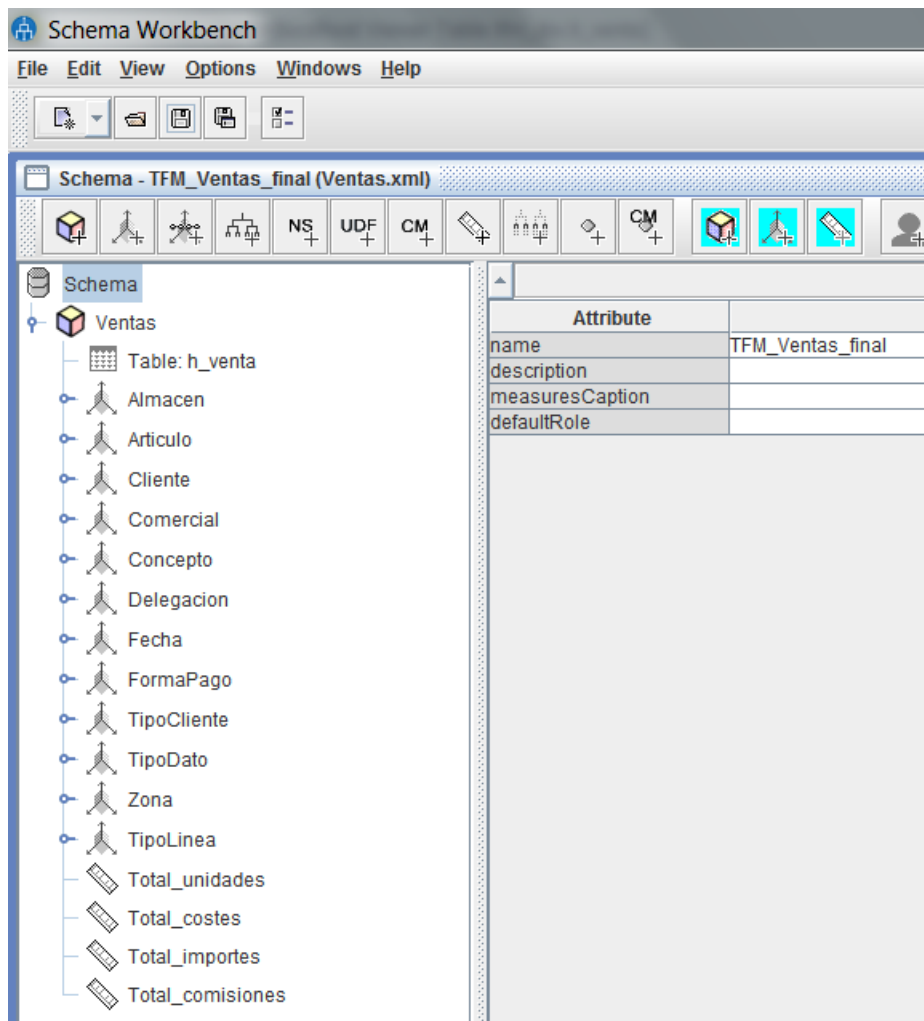 Schema Workbench
File Edit View Options Windows Help
Schema - TFM_Ventas_final (Ventas.xml)
NS UDF CM CM
Schema
Ventas
Table: h_venta
Almacen
Articulo
Cliente
Comercial
Concepto
Delegacion
Fecha
FormaPago
TipoCliente
TipoDato
Zona
TipoLinea
Total_unidades
Total_costes
Total_importes
Total_comisiones
Attribute
name TFM_Ventas_final
description
measuresCaption
defaultRole